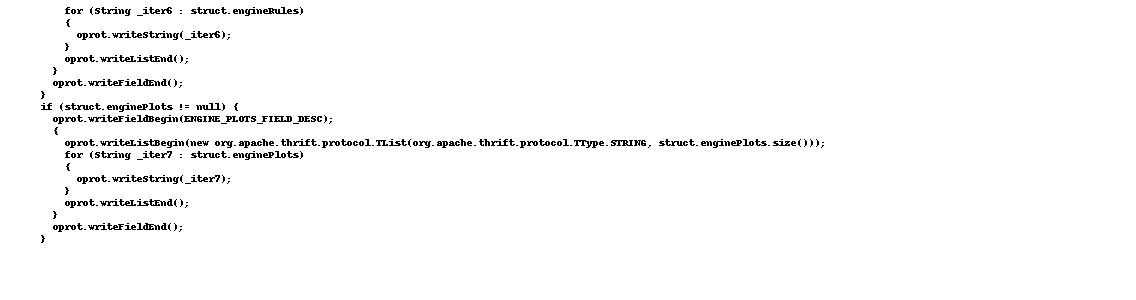 for (String _iter6 : struct.engineRules)
{
oprot.writeString(_iter6);
}
oprot.writeListEnd();
}
oprot.writeFieldEnd();
}
if (struct.enginePlots != null) {
oprot.writeFieldBegin(ENGINE_PLOTS_FIELD_DESC);
{
oprot.writeListBegin(new org.apache.thrift.protocol.TList(org.apache.thrift.protocol.TType.STRING, struct.enginePlots.size()));
for (String _iter7 : struct.enginePlots)
{
oprot.writeString(_iter7);
}
oprot.writeListEnd();
}
oprot.writeFieldEnd();
}